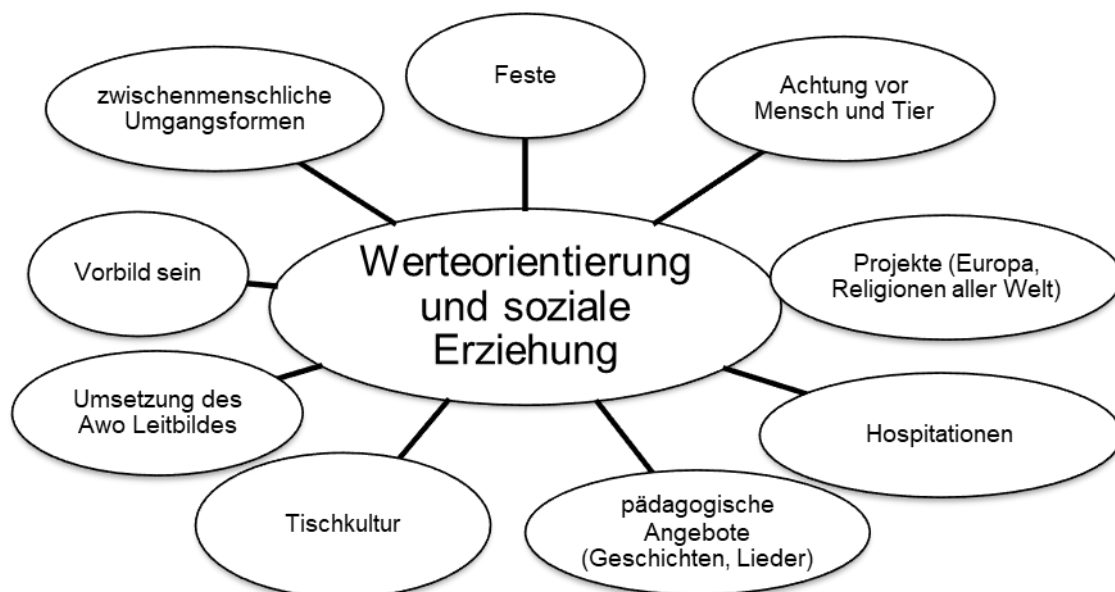 Feste
zwischenmenschliche
Umgangsformen
Achtung vor
Mensch und Tier
Werteorientierung
und soziale
Erziehung
Vorbild sein
Projekte (Europa,
Religionen aller Welt)
Umsetzung des
Awo Leitbildes
Hospitationen
Tischkultur
pädagogische
Angebote
(Geschichten, Lieder)